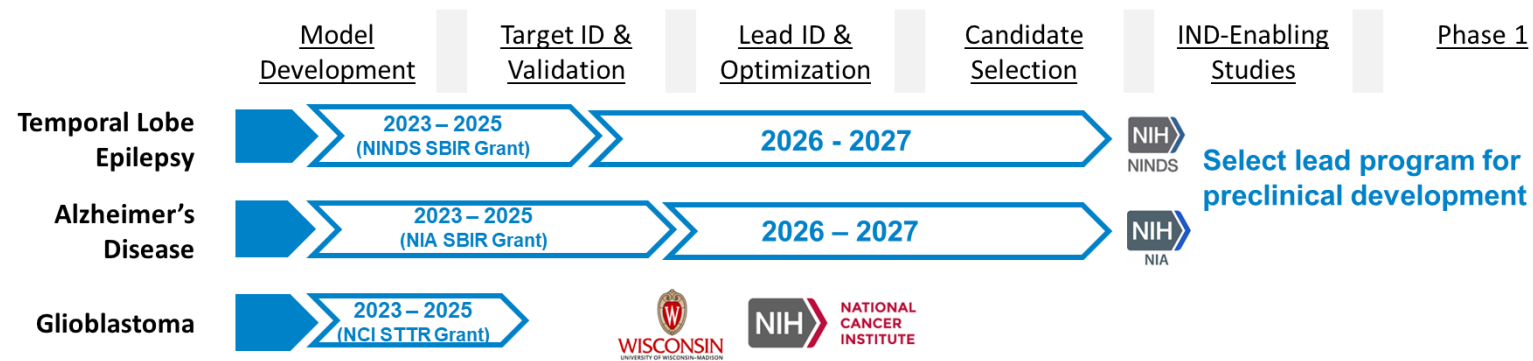 Model Development
Target ID & Validation
Lead ID & Optimization
Candidate Selection
IND-Enabling Studies
Phase 1
Temporal Lobe
Epilepsy
2023 – 2025
(NINDS SBIR Grant)
2026 - 2027
NIH
NINDS
Select lead program for
preclinical development
Alzheimer’s
Disease
2023 – 2025
(NIA SBIR Grant)
2026 – 2027
NIH
NIA
Glioblastoma
2023 – 2025
(NCI STTR Grant)
W
WISCONSIN
UNIVERSITY OF WISCONSIN–MADISON
NIH
NATIONAL
CANCER
INSTITUTE